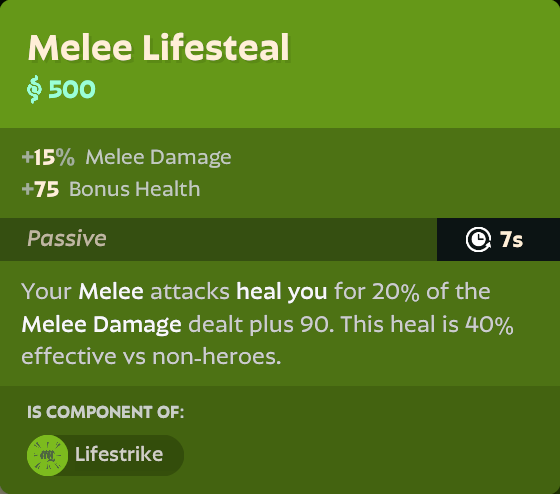 Melee Lifesteal
500
+15% Melee Damage
+75 Bonus Health
Passive
7s
Your Melee attacks heal you for 20% of the
Melee Damage dealt plus 90. This heal is 40%
effective vs non-heroes.
IS COMPONENT OF:
Lifestrike